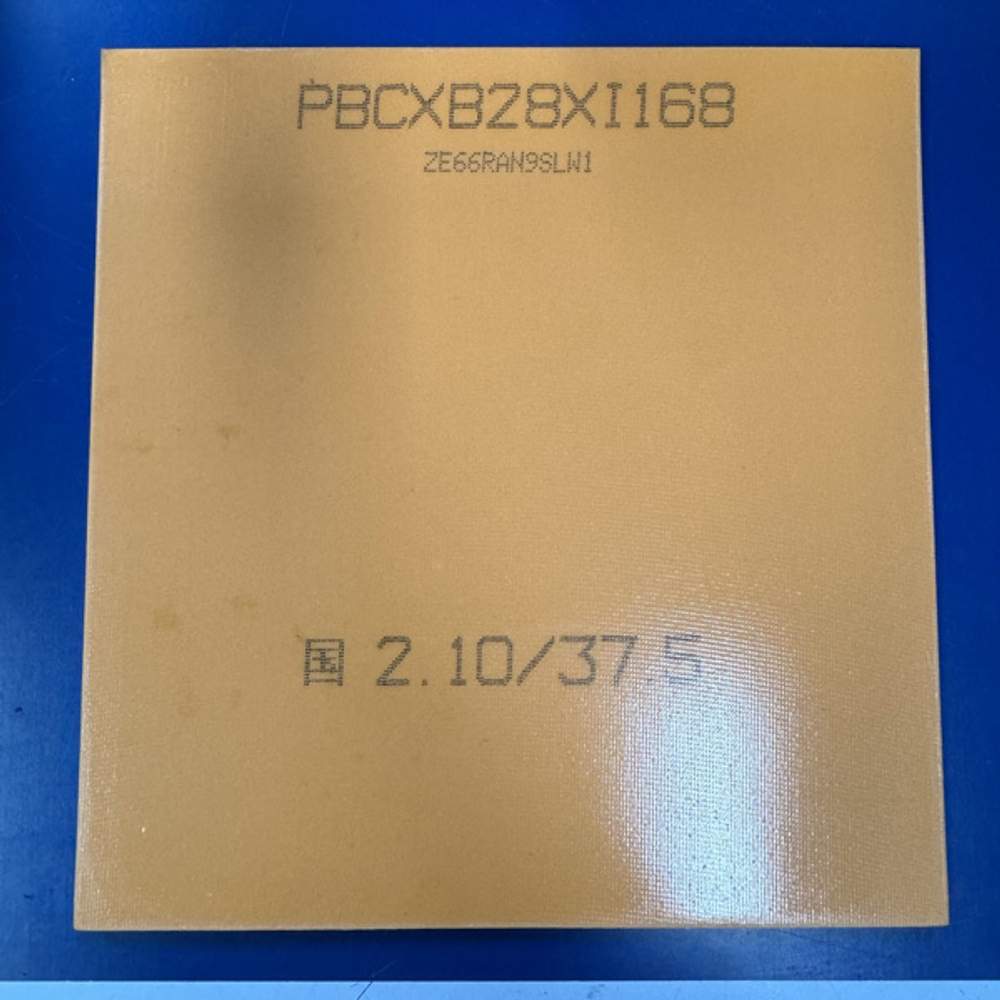 PBCXB28XI168
ZE66RAN9SLW1
国 2.10/37.5